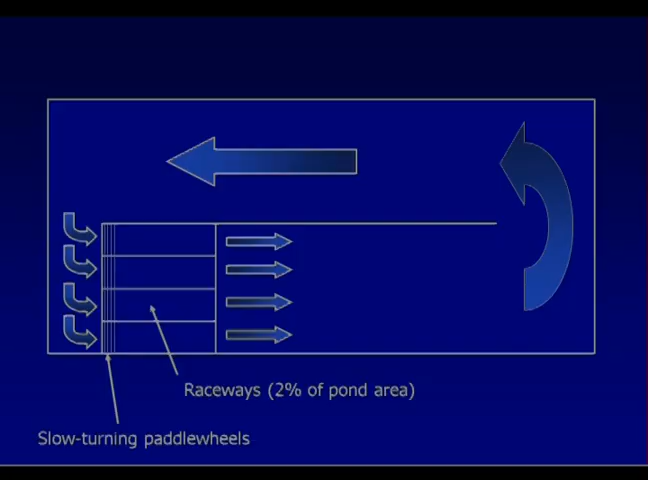 Raceways (2% of pond area)
Slow-turning paddlewheels